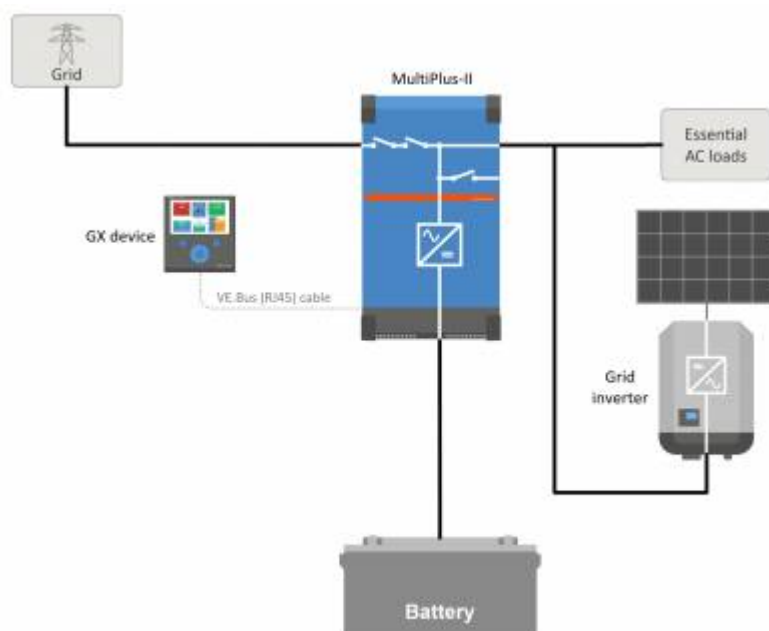 Grid
MultiPlus-II
Essential
AC loads
GX device
VE.Bus (RJ45) cable
Grid
inverter
Battery